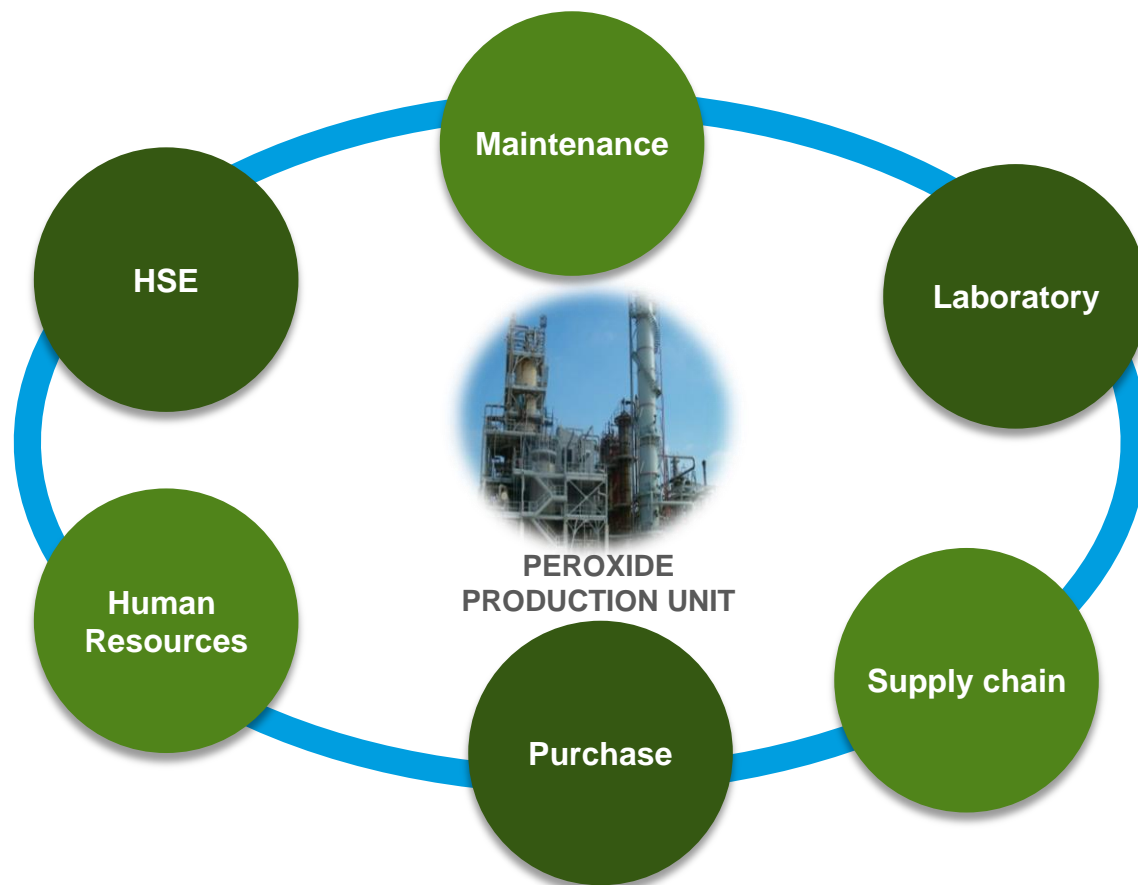 Maintenance
HSE
Laboratory
PEROXIDE
PRODUCTION UNIT
Human
Resources
Supply chain
Purchase